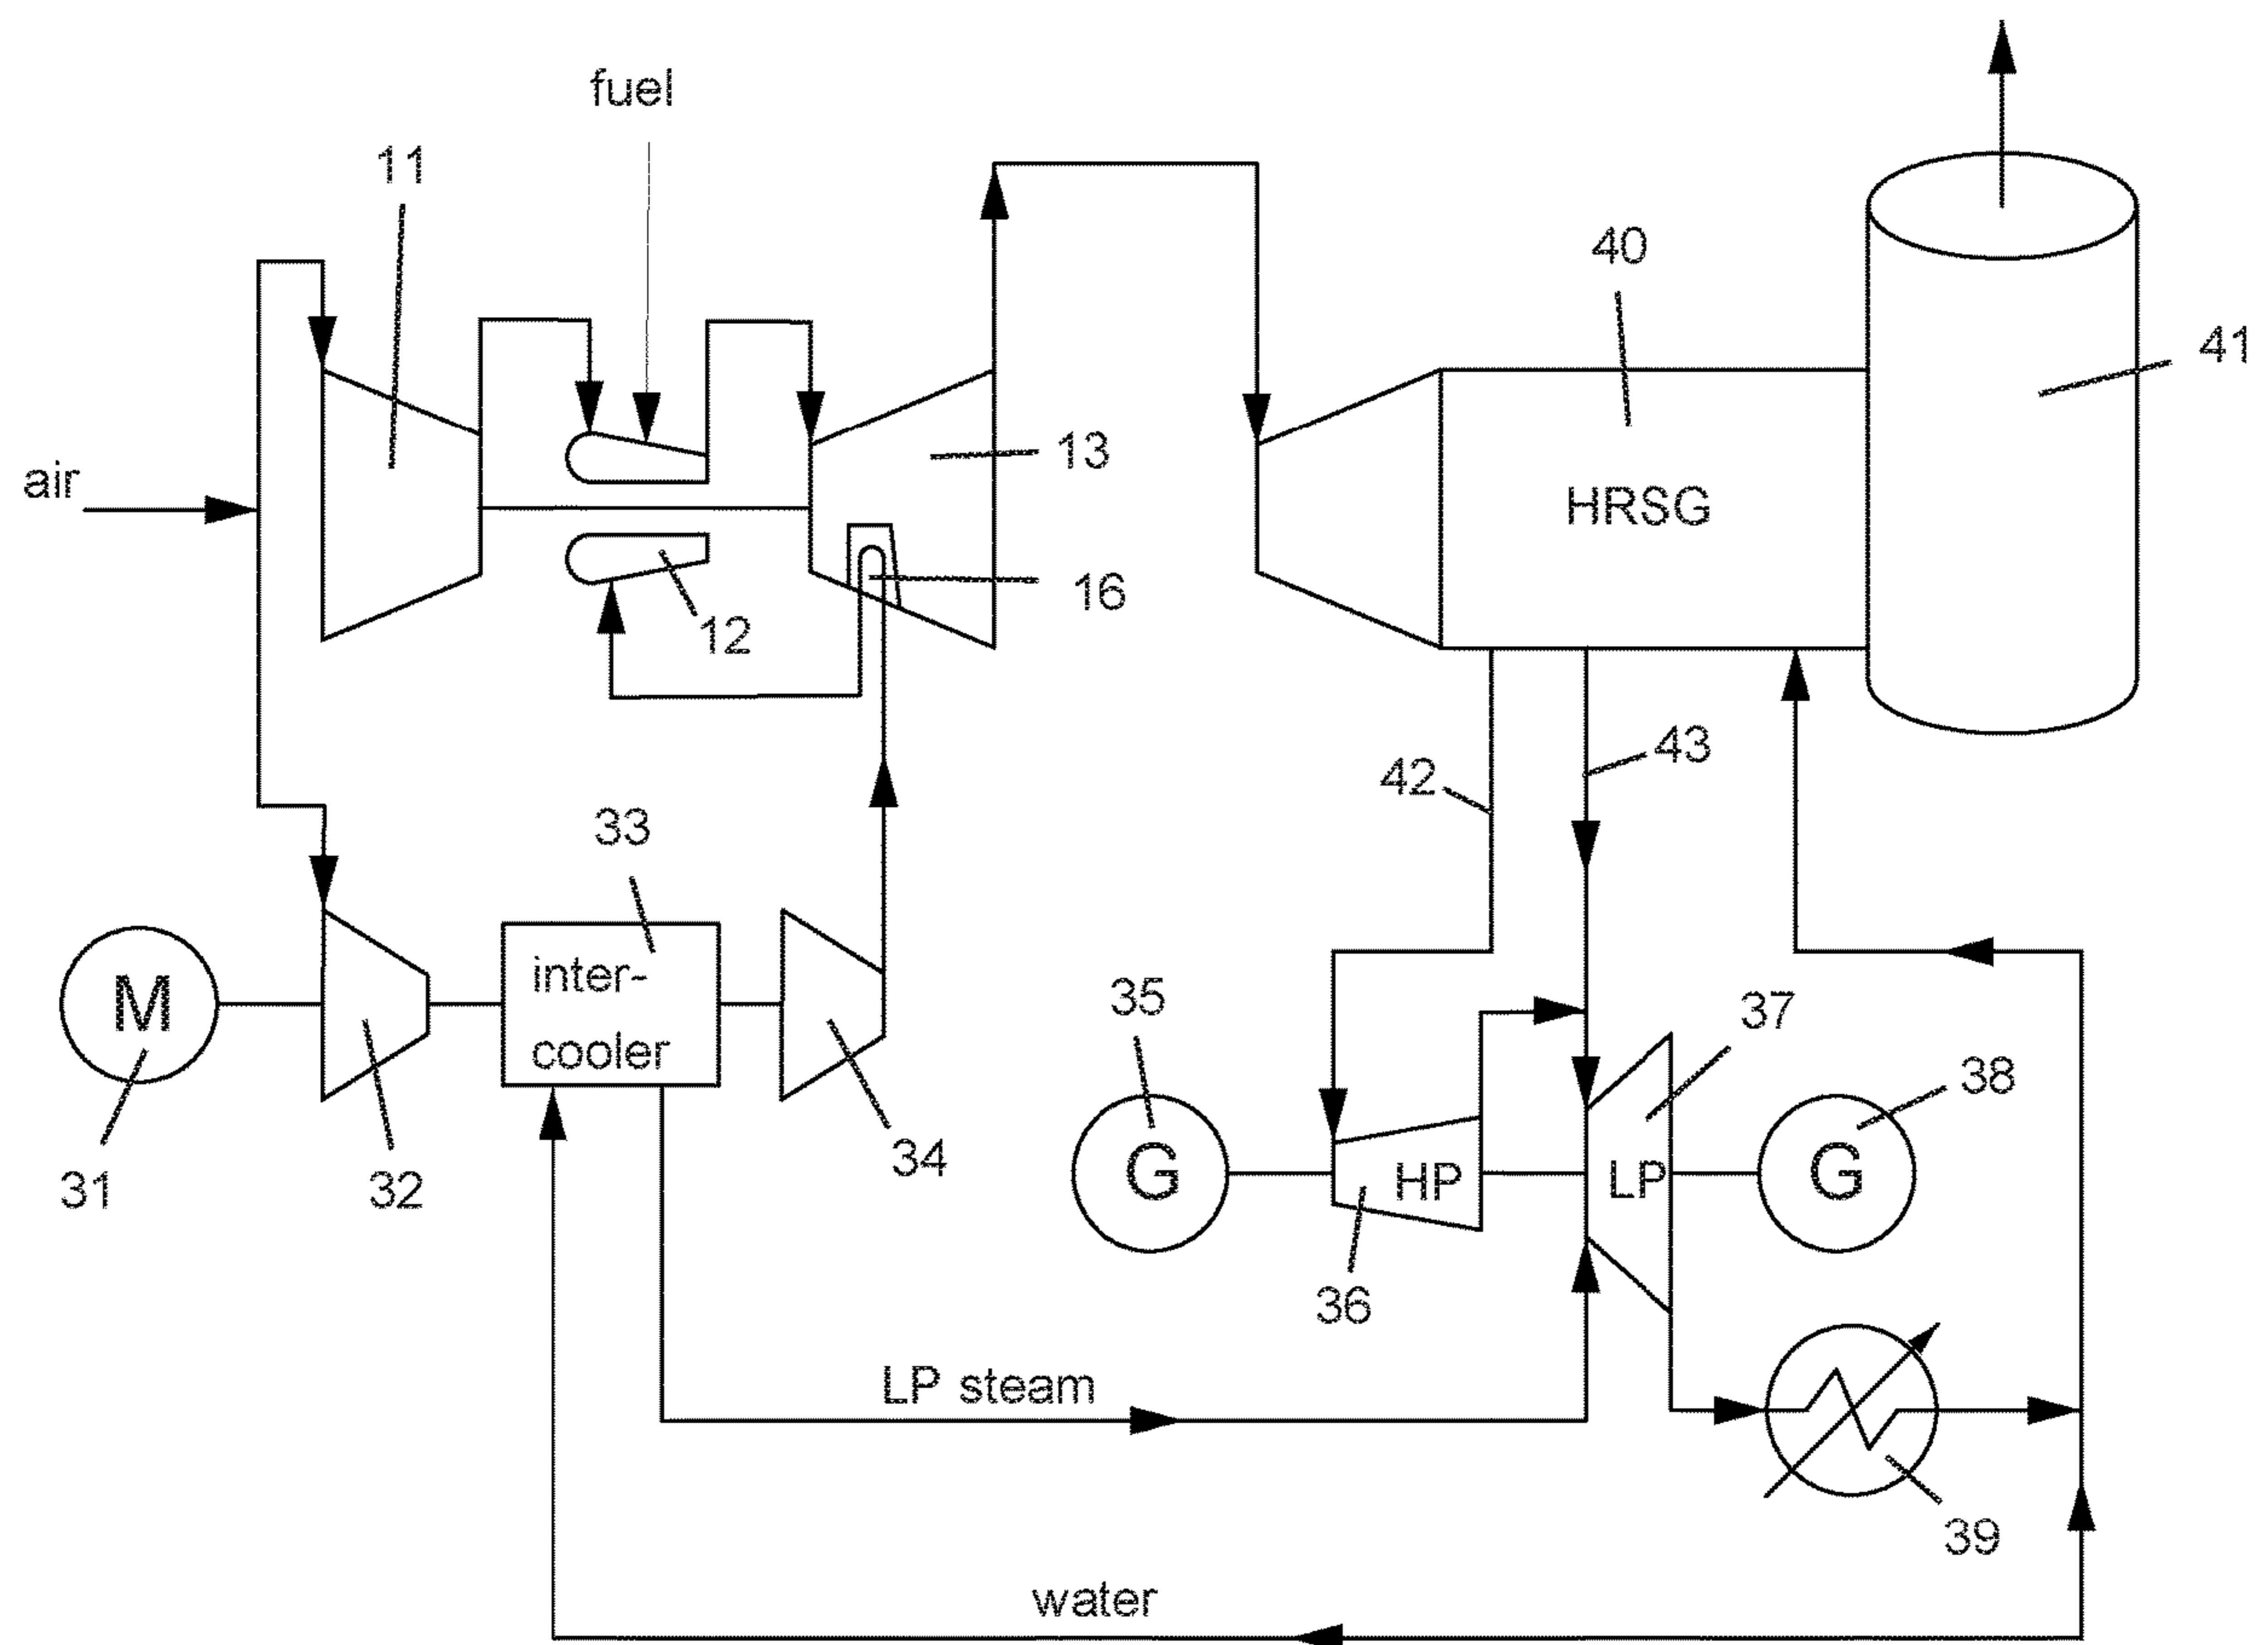 fuel
11
40
41
air
13
HRSG
16
12
43
42
33
M
inter-
cooler
35
37
38
34
G
HP
LP
G
31
32
36
LP steam
39
water